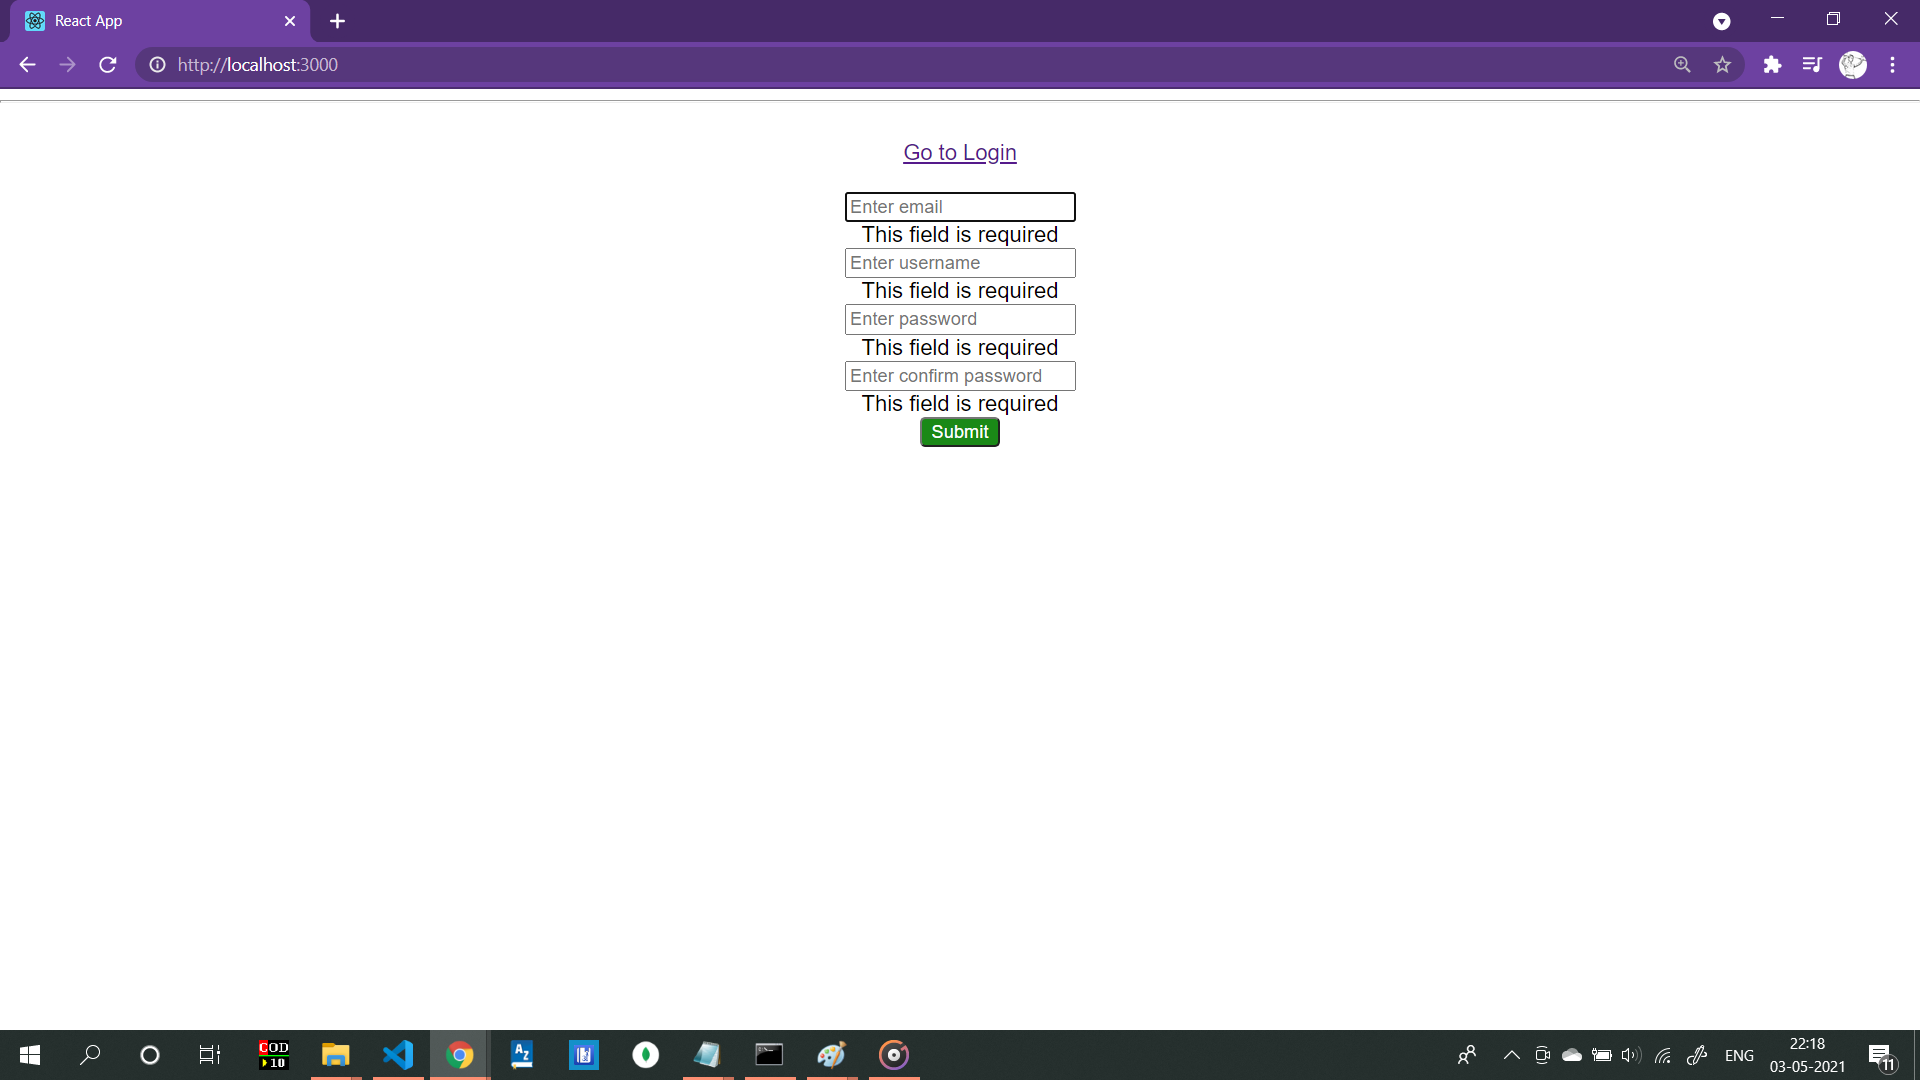 React App
http://localhost:3000
Go to Login
Enter email
This field is required
Enter username
This field is required
Enter password
This field is required
Enter confirm password
This field is required
Submit
COD
10
AZ
ENG
22:18
03-05-2021
11